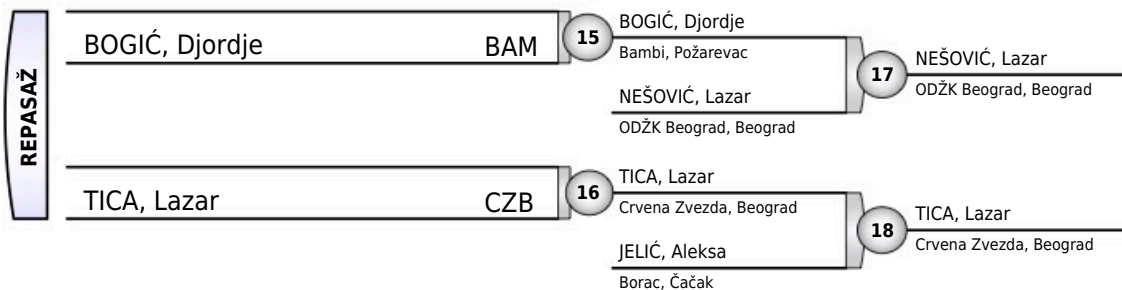 REPASAŽ
BOGIĆ, Djordje BAM
15
BOGIĆ, Djordje
Bambi, Požarevac
NEŠOVIĆ, Lazar
ODŽK Beograd, Beograd
17
NEŠOVIĆ, Lazar
ODŽK Beograd, Beograd
TICA, Lazar CZB
16
TICA, Lazar
Crvena Zvezda, Beograd
JELIĆ, Aleksa
Borac, Čačak
18
TICA, Lazar
Crvena Zvezda, Beograd